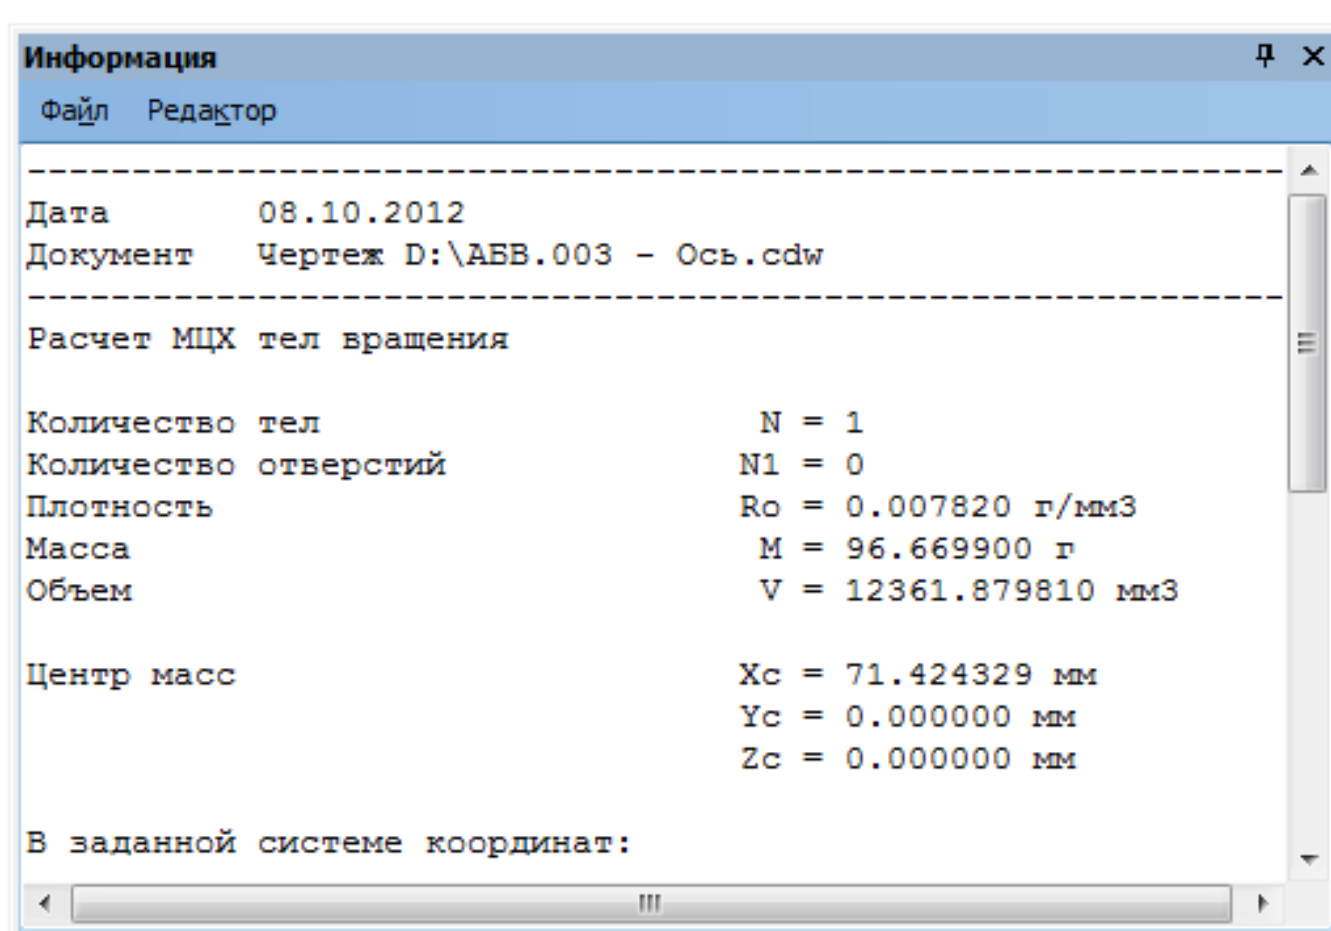 Информация
Файл Редактор
---------------------------------------------------------------
Дата 08.10.2012
Документ Чертеж D:\АБВ.003 - Ось.cdw
---------------------------------------------------------------
Расчет МЦХ тел вращения
Количество тел N = 1
Количество отверстий N1 = 0
Плотность Ro = 0.007820 г/мм3
Масса M = 96.669900 г
Объем V = 12361.879810 мм3
Центр масс Xc = 71.424329 мм
Yc = 0.000000 мм
Zc = 0.000000 мм
В заданной системе координат: